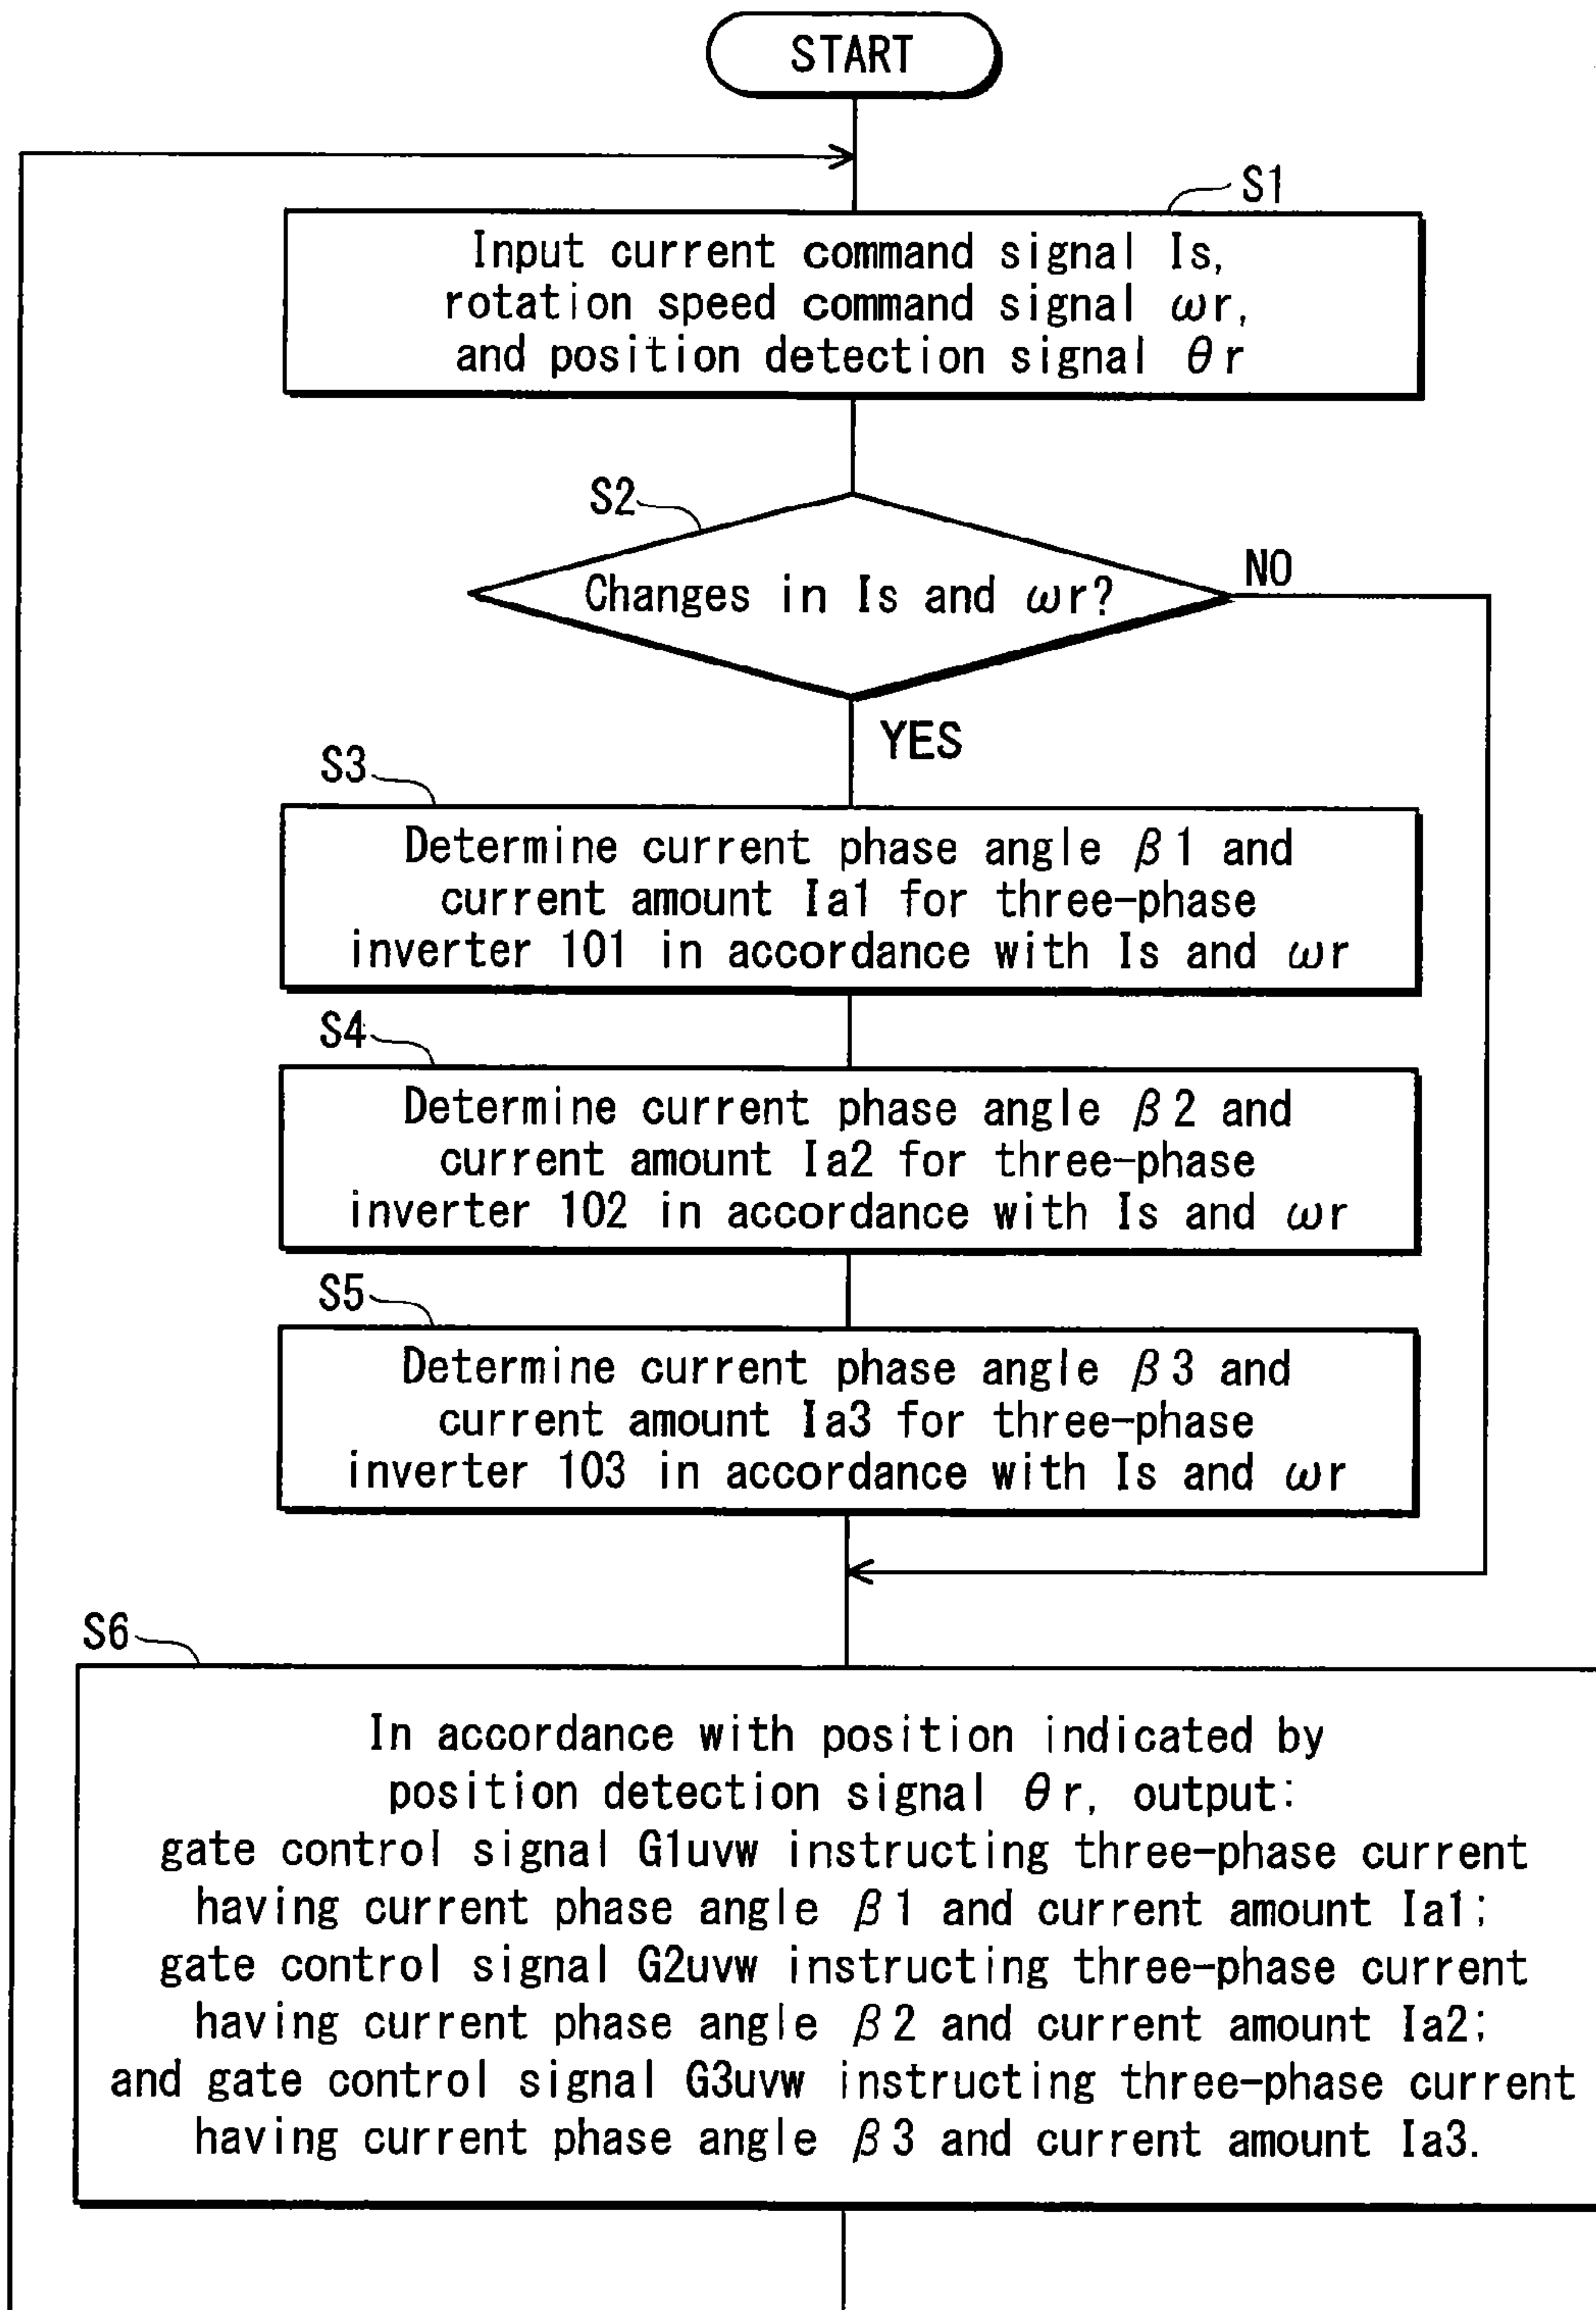 START
S1
Input current command signal Is,
rotation speed command signal ωr,
and position detection signal θr
S2
Changes in Is and ωr?
NO
YES
S3
Determine current phase angle β1 and
current amount Ia1 for three-phase
inverter 101 in accordance with Is and ωr
S4
Determine current phase angle β2 and
current amount Ia2 for three-phase
inverter 102 in accordance with Is and ωr
S5
Determine current phase angle β3 and
current amount Ia3 for three-phase
inverter 103 in accordance with Is and ωr
S6
In accordance with position indicated by
position detection signal θr, output:
gate control signal G1uvw instructing three-phase current
having current phase angle β1 and current amount Ia1;
gate control signal G2uvw instructing three-phase current
having current phase angle β2 and current amount Ia2;
and gate control signal G3uvw instructing three-phase current
having current phase angle β3 and current amount Ia3.